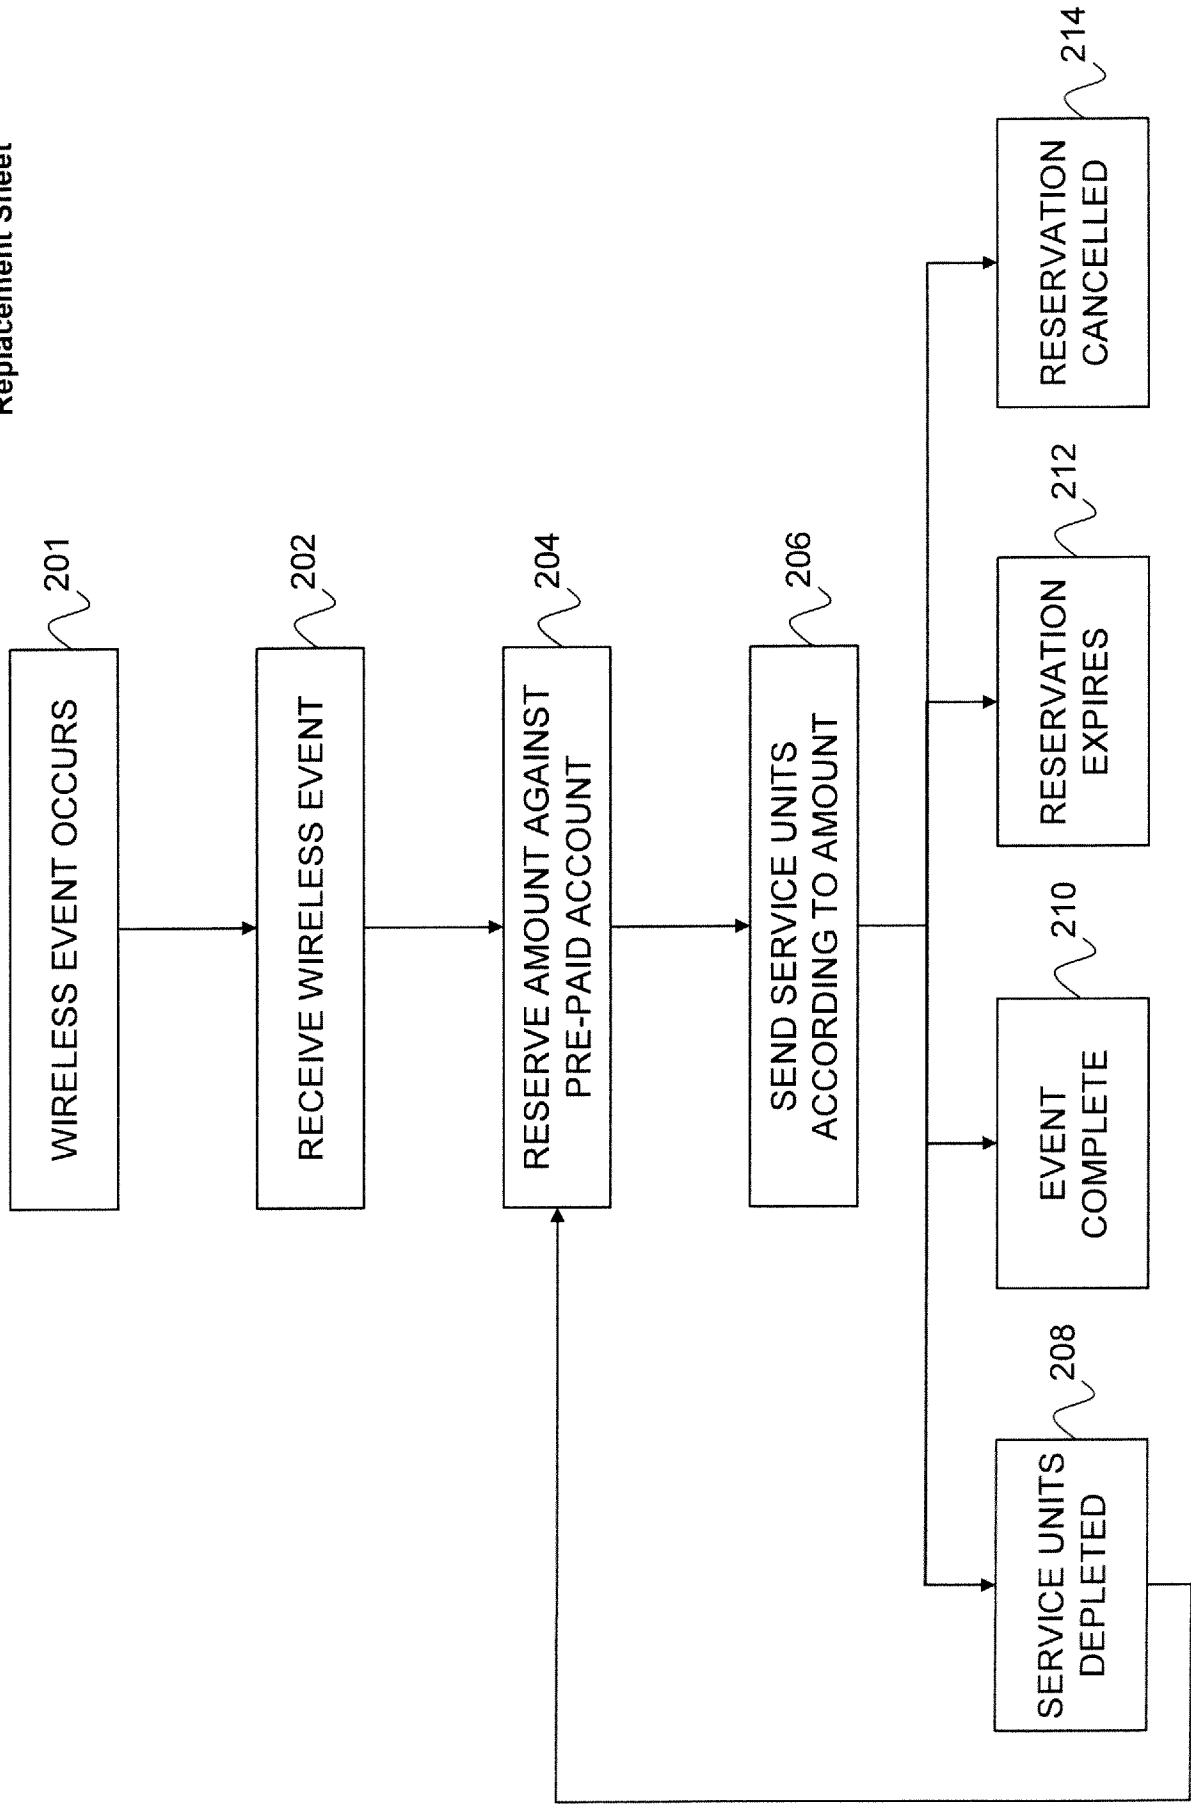 Replacement Sheet
WIRELESS EVENT OCCURS
201
RECEIVE WIRELESS EVENT
202
RESERVE AMOUNT AGAINST
PRE-PAID ACCOUNT
204
SEND SERVICE UNITS
ACCORDING TO AMOUNT
206
SERVICE UNITS
DEPLETED
208
EVENT
COMPLETE
210
RESERVATION
EXPIRES
212
RESERVATION
CANCELLED
214